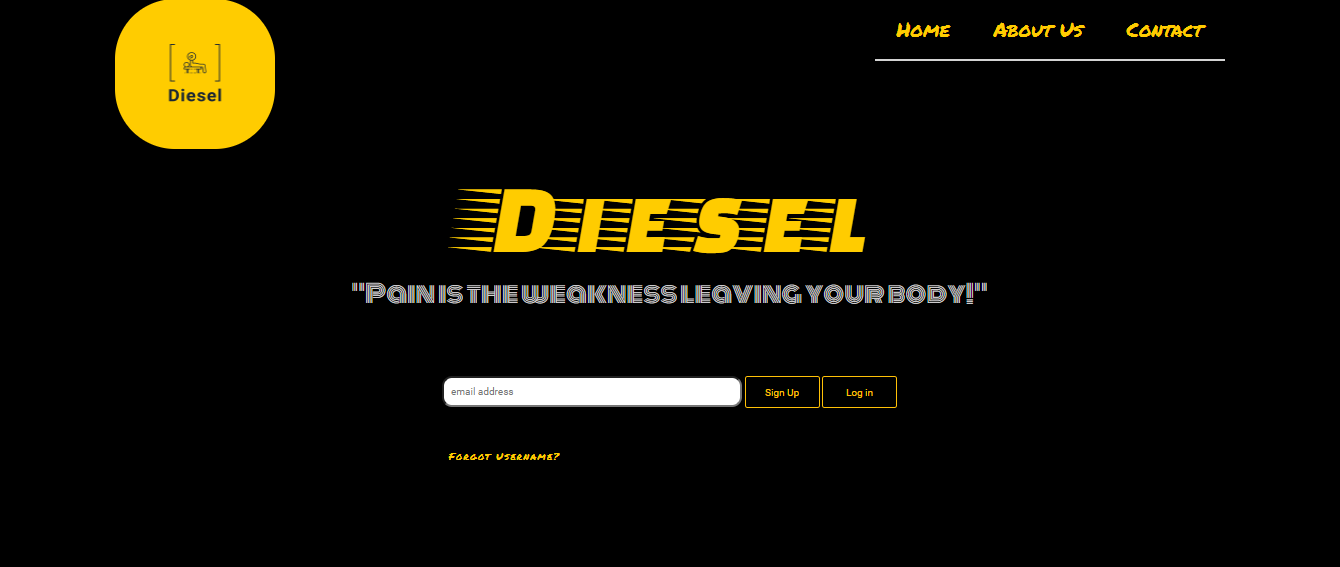 Home About Us Contact
Diesel
Diesel
"Pain is the weakness leaving your body!"
email address Sign Up Log in
Forgot Username?